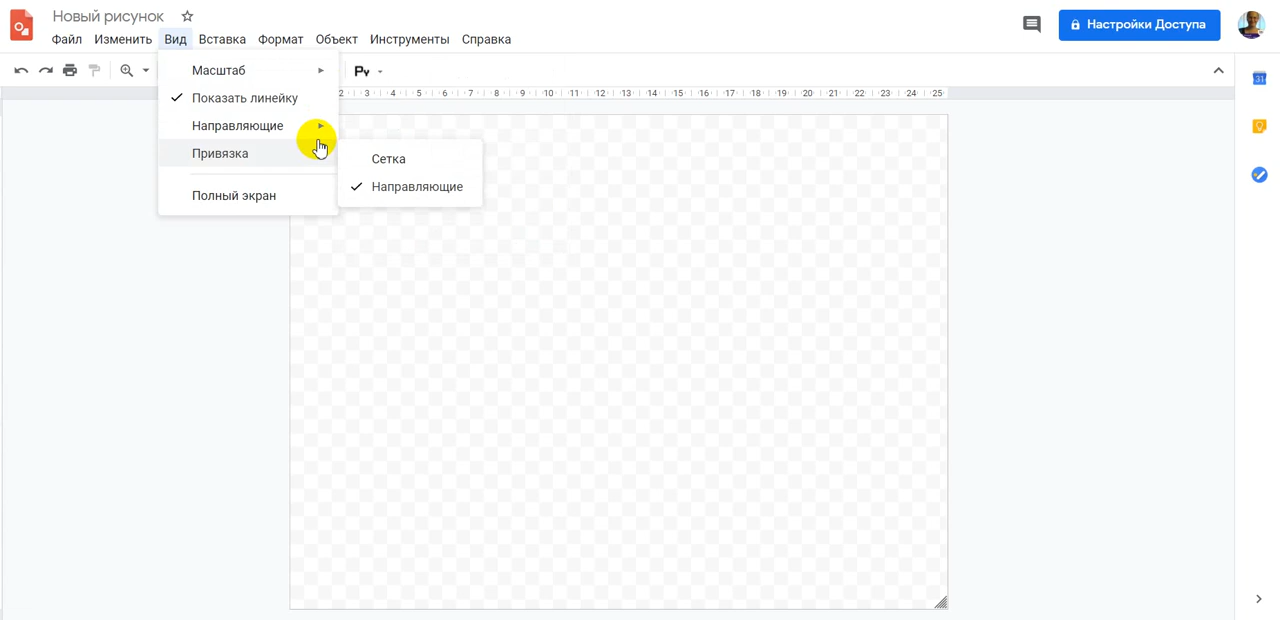 Новый рисунок
Файл Изменить Вид Вставка Формат Объект Инструменты Справка
Настройки Доступа
Масштаб
Показать линейку
Направляющие
Привязка
Полный экран
Сетка
Направляющие
Рч
2 3 4 5 6 7 8 9 10 11 12 13 14 15 16 17 18 19 20 21 22 23 24 25
31